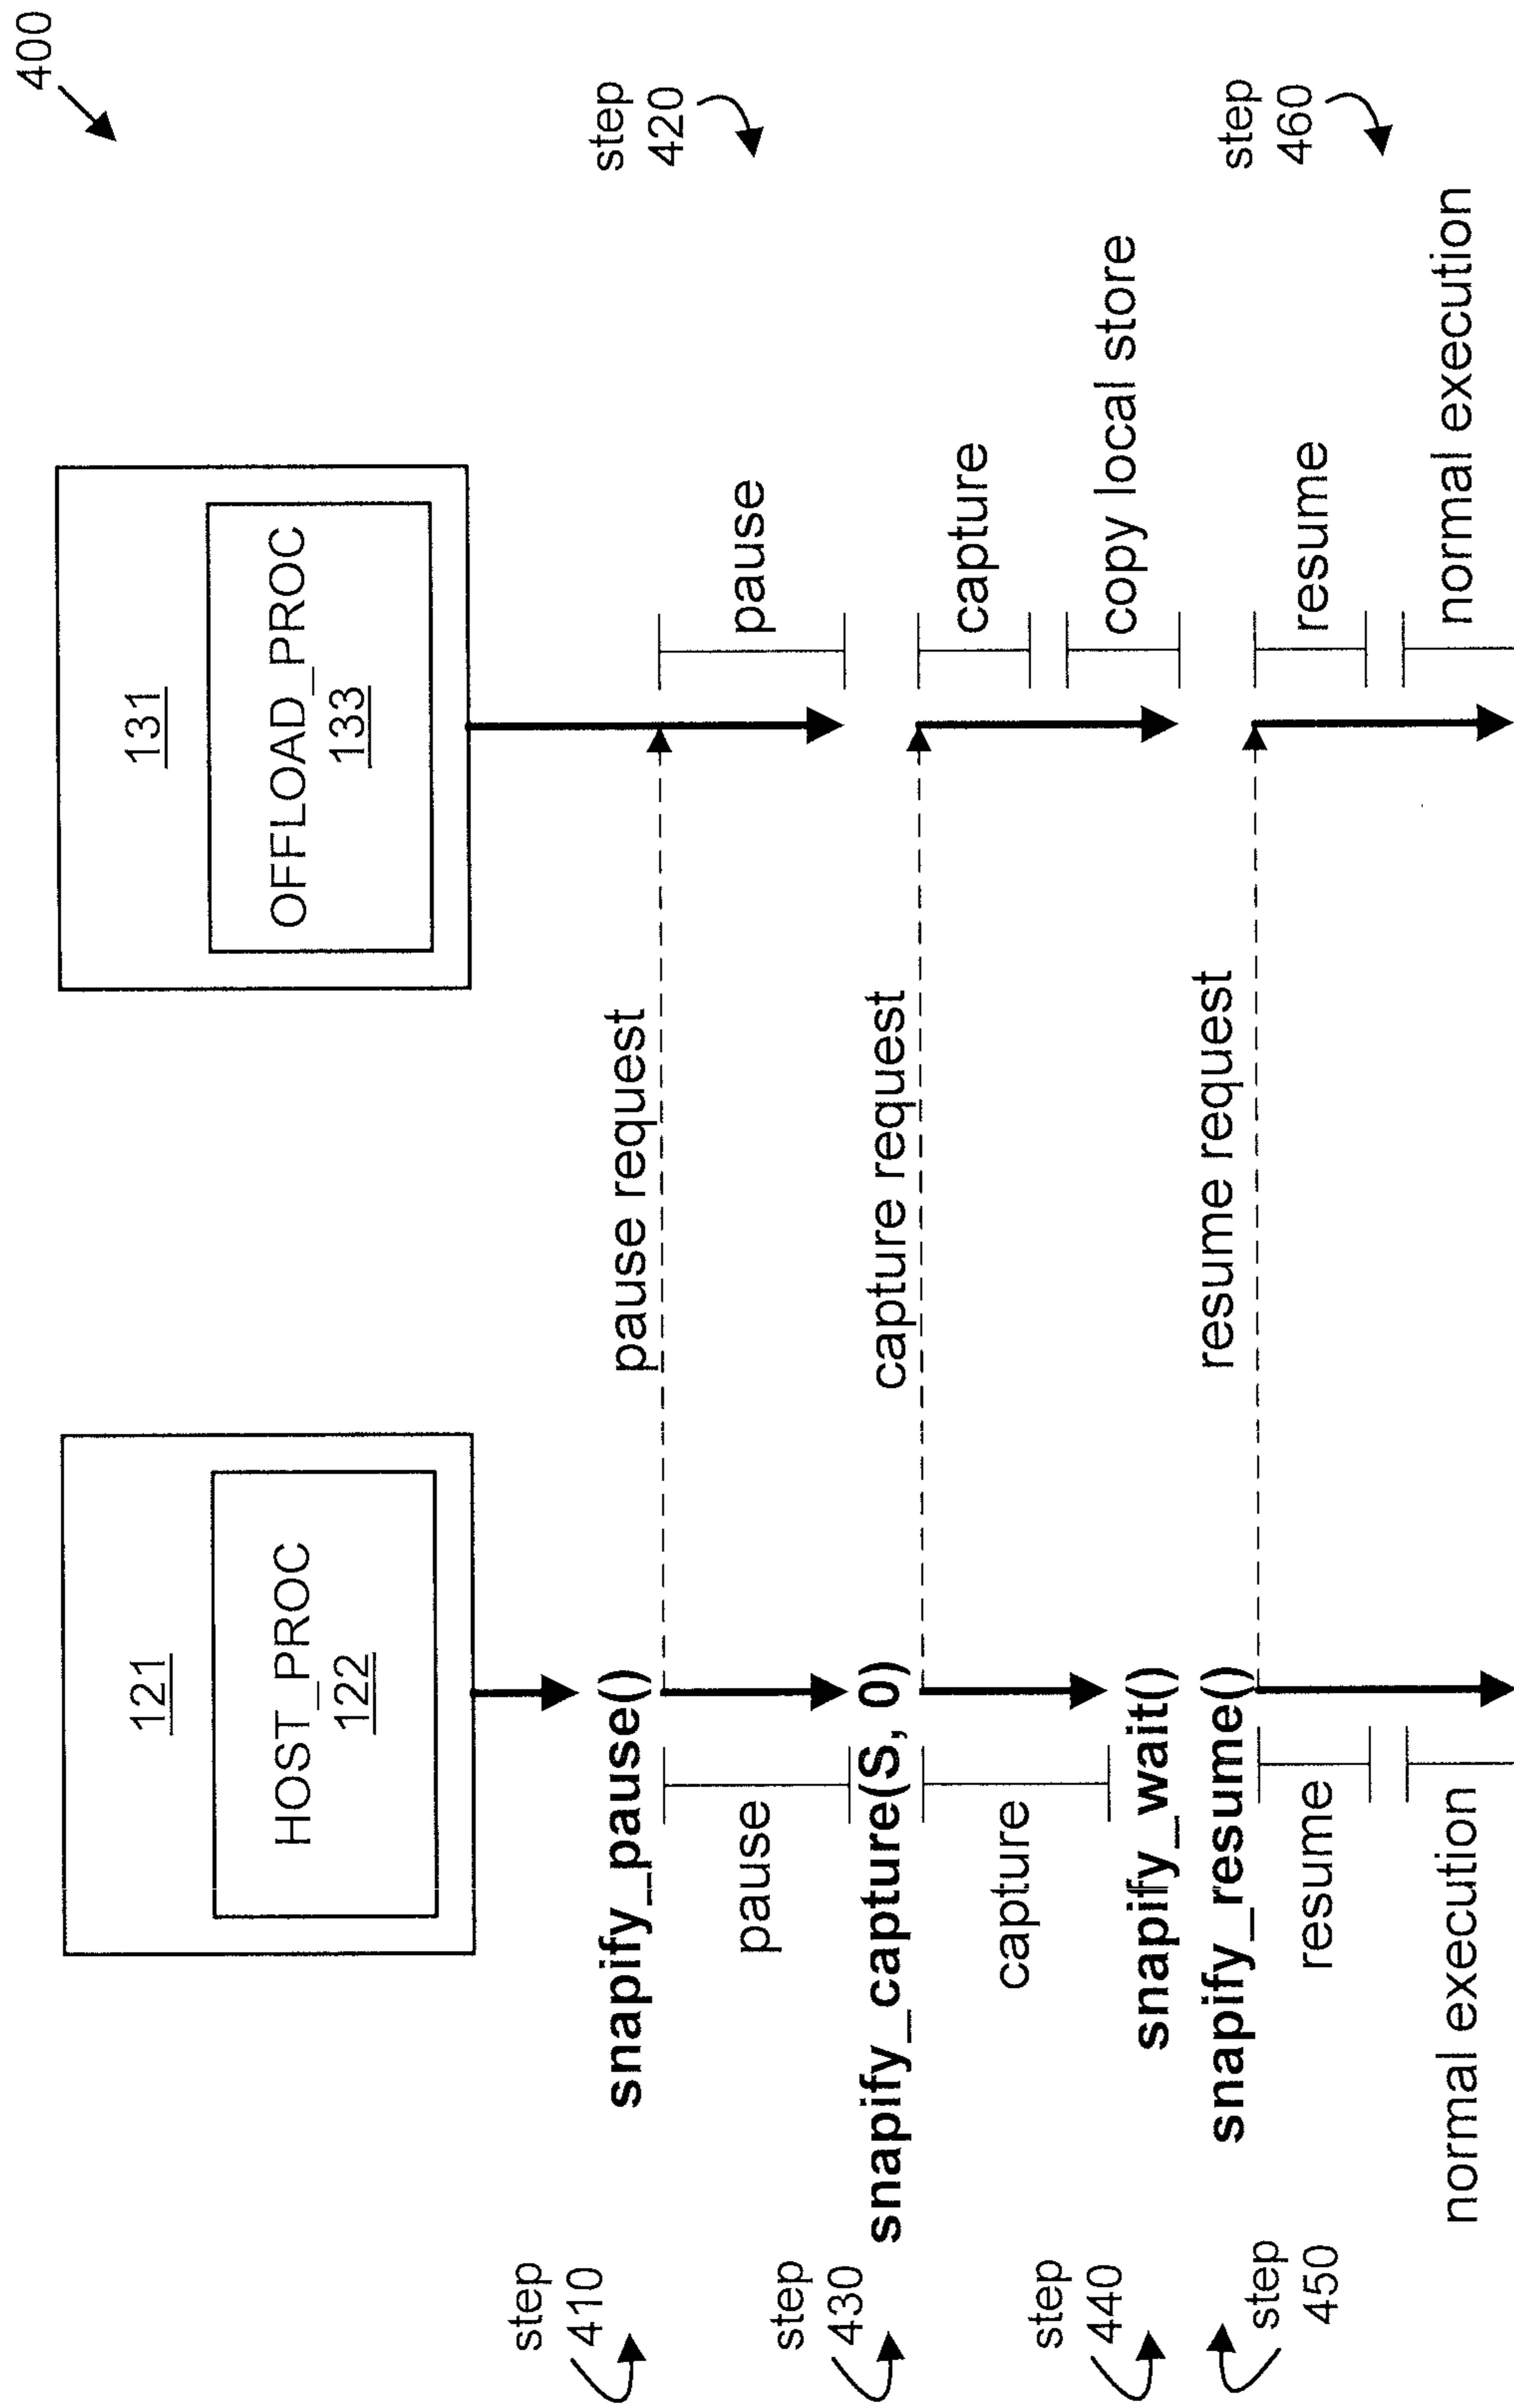 400
121
HOST_PROC
122
131
OFFLOAD_PROC
133
step
410
snapify_pause()
pause request
step
420
pause
pause
step
430
snapify_capture(S, 0)
capture request
capture
capture
copy local store
step
440
snapify_wait()
step
450
snapify_resume()
resume request
step
460
resume
resume
normal execution
normal execution